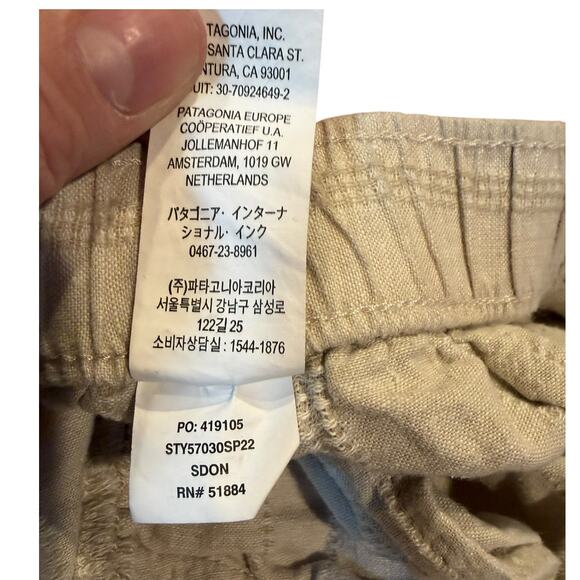 TAGONIA, INC.
SANTA CLARA ST.
NTURA, CA 93001
UIT: 30-70924649-2
PATAGONIA EUROPE
COÖPERATIEF U.A.
JOLLEMANHOF 11
AMSTERDAM, 1019 GW
NETHERLANDS
パタゴニア・インターナ
ショナル・インク
0467-23-8961
(주)파타고니아코리아
서울특별시 강남구 삼성로
122길 25
소비자상담실 : 1544-1876
PO: 419105
STY57030SP22
SDON
RN# 51884